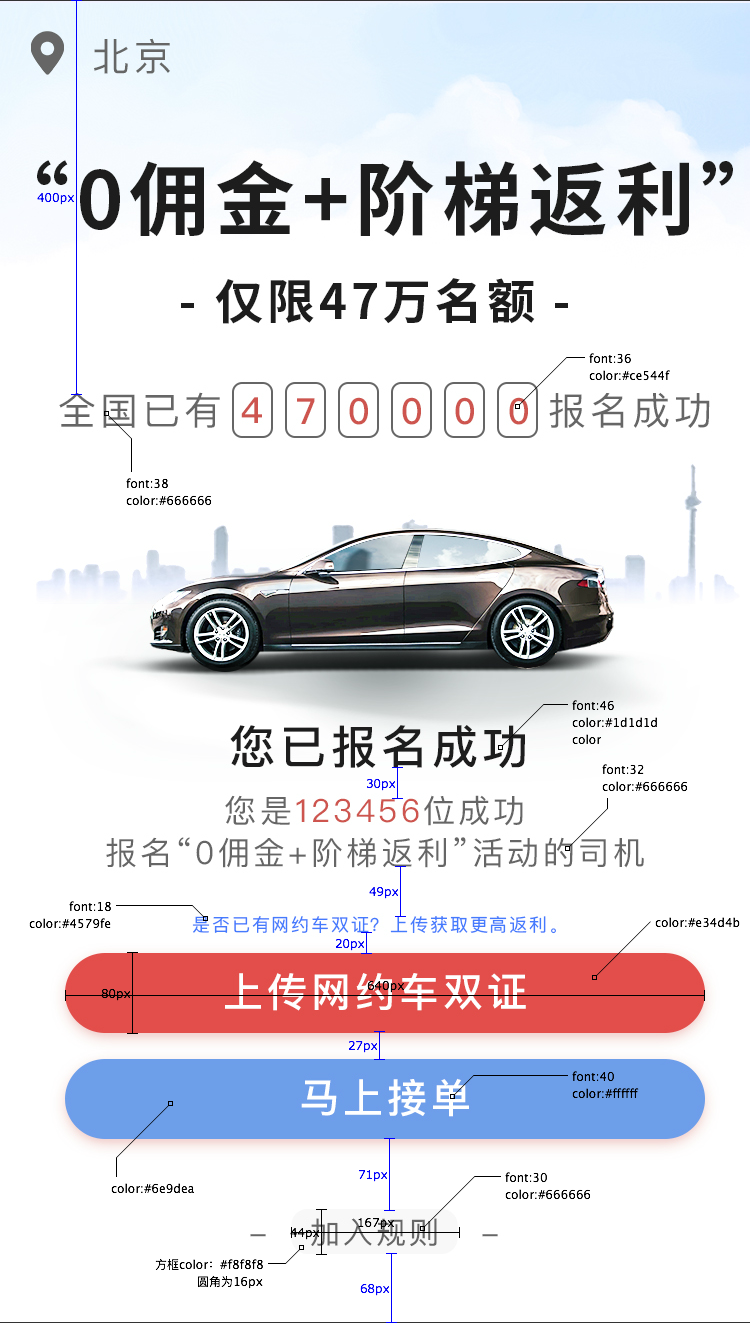 北京
“0佣金+阶梯返利”
400px
- 仅限47万名额 -
font:36
color:#ce544f
全国已有 4 7 0 0 0 0 报名成功
font:38
color:#666666
font:46
color:#1d1d1d
color
您已报名成功
font:32
color:#666666
30px
您是123456位成功
报名“0佣金+阶梯返利”活动的司机
49px
font:18
color:#4579fe
是否已有网约车双证？上传获取更高返利。
color:#e34d4b
20px
上传网约车双证
80px
640px
27px
马上接单
font:40
color:#ffffff
color:#6e9dea
71px
font:30
color:#666666
– 加入规则 –
167px
44px
方框color：#f8f8f8
圆角为16px
68px